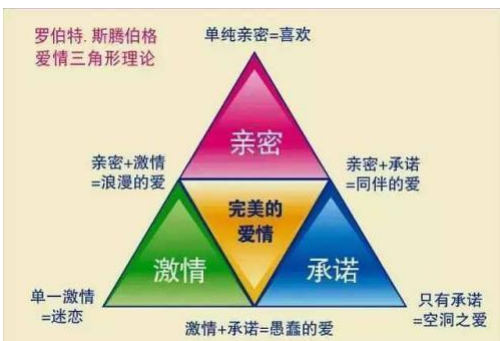 罗伯特.斯腾伯格
爱情三角形理论
单纯亲密=喜欢
亲密
亲密+激情
=浪漫的爱
亲密+承诺
=同伴的爱
完美的
爱情
激情
承诺
单一激情
=迷恋
只有承诺
=空洞之爱
激情+承诺=愚蠢的爱